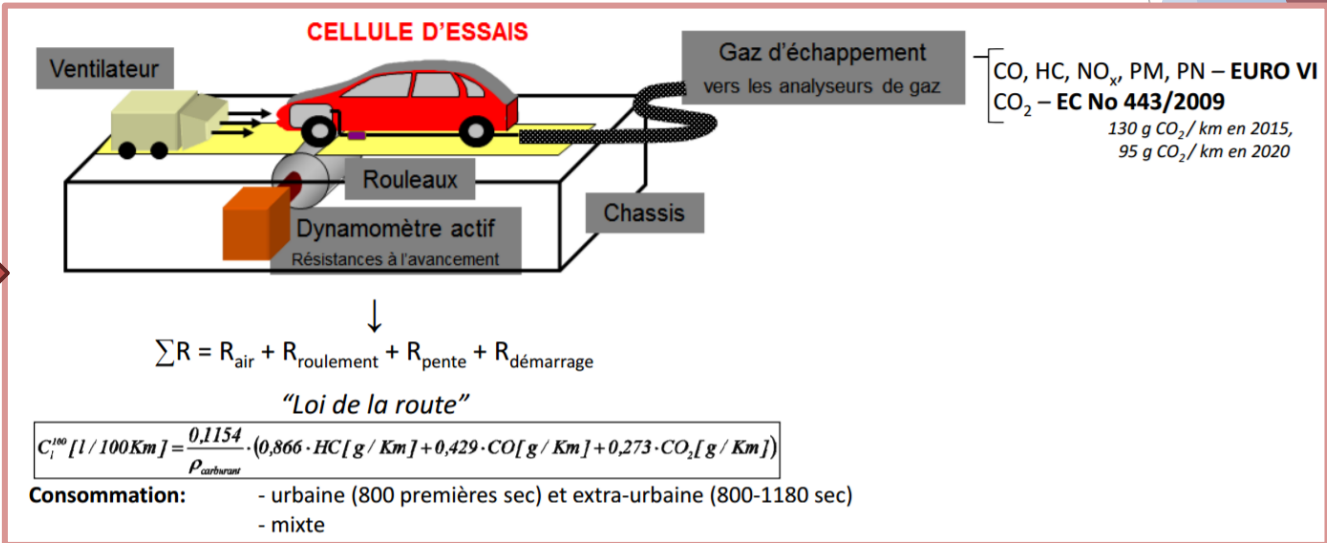 CELLULE D'ESSAIS
Ventilateur
Gaz d'échappement
vers les analyseurs de gaz
CO, HC, NOx, PM, PN – EURO VI
CO2 – EC No 443/2009
130 g CO2/ km en 2015,
95 g CO2/ km en 2020
Rouleaux
Chassis
Dynamomètre actif
Résistances à l'avancement
↓
∑R = Rair + Rroulement + Rpente + Rdémarrage
“Loi de la route”
C_l^100 [l/100Km] = 0,1154/ρcarburant · (0,866 · HC[g/Km] + 0,429 · CO[g/Km] + 0,273 · CO2[g/Km])
Consommation: - urbaine (800 premières sec) et extra-urbaine (800-1180 sec)
- mixte